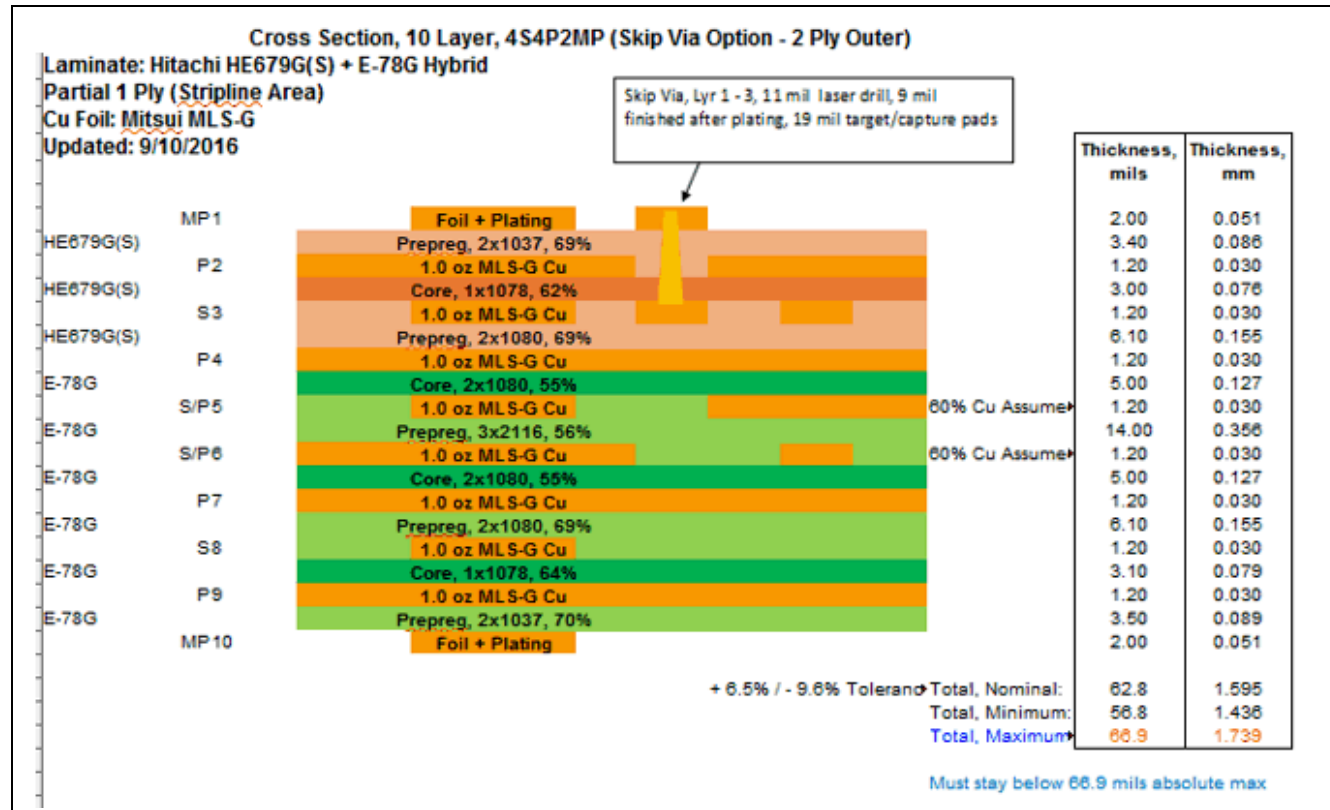 Cross Section, 10 Layer, 4S4P2MP (Skip Via Option - 2 Ply Outer)
Laminate: Hitachi HE679G(S) + E-78G Hybrid
Partial 1 Ply (Stripline Area)
Cu Foil: Mitsui MLS-G
Updated: 9/10/2016
Skip Via, Lyr 1 - 3, 11 mil laser drill, 9 mil
finished after plating, 19 mil target/capture pads
Thickness, Thickness,
mils mm
MP1 Foil + Plating 2.00 0.051
HE679G(S) Prepreg, 2x1037, 69% 3.40 0.086
P2 1.0 oz MLS-G Cu 1.20 0.030
HE679G(S) Core, 1x1078, 62% 3.00 0.076
S3 1.0 oz MLS-G Cu 1.20 0.030
HE679G(S) Prepreg, 2x1080, 69% 6.10 0.155
P4 1.0 oz MLS-G Cu 1.20 0.030
E-78G Core, 2x1080, 55% 5.00 0.127
S/P5 1.0 oz MLS-G Cu 60% Cu Assume 1.20 0.030
E-78G Prepreg, 3x2116, 56% 14.00 0.356
S/P6 1.0 oz MLS-G Cu 60% Cu Assume 1.20 0.030
E-78G Core, 2x1080, 55% 5.00 0.127
P7 1.0 oz MLS-G Cu 1.20 0.030
E-78G Prepreg, 2x1080, 69% 6.10 0.155
S8 1.0 oz MLS-G Cu 1.20 0.030
E-78G Core, 1x1078, 64% 3.10 0.079
P9 1.0 oz MLS-G Cu 1.20 0.030
E-78G Prepreg, 2x1037, 70% 3.50 0.089
MP10 Foil + Plating 2.00 0.051
+ 6.5% / - 9.6% Toleranc Total, Nominal: 62.8 1.595
Total, Minimum: 56.8 1.436
Total, Maximum 66.9 1.739
Must stay below 66.9 mils absolute max